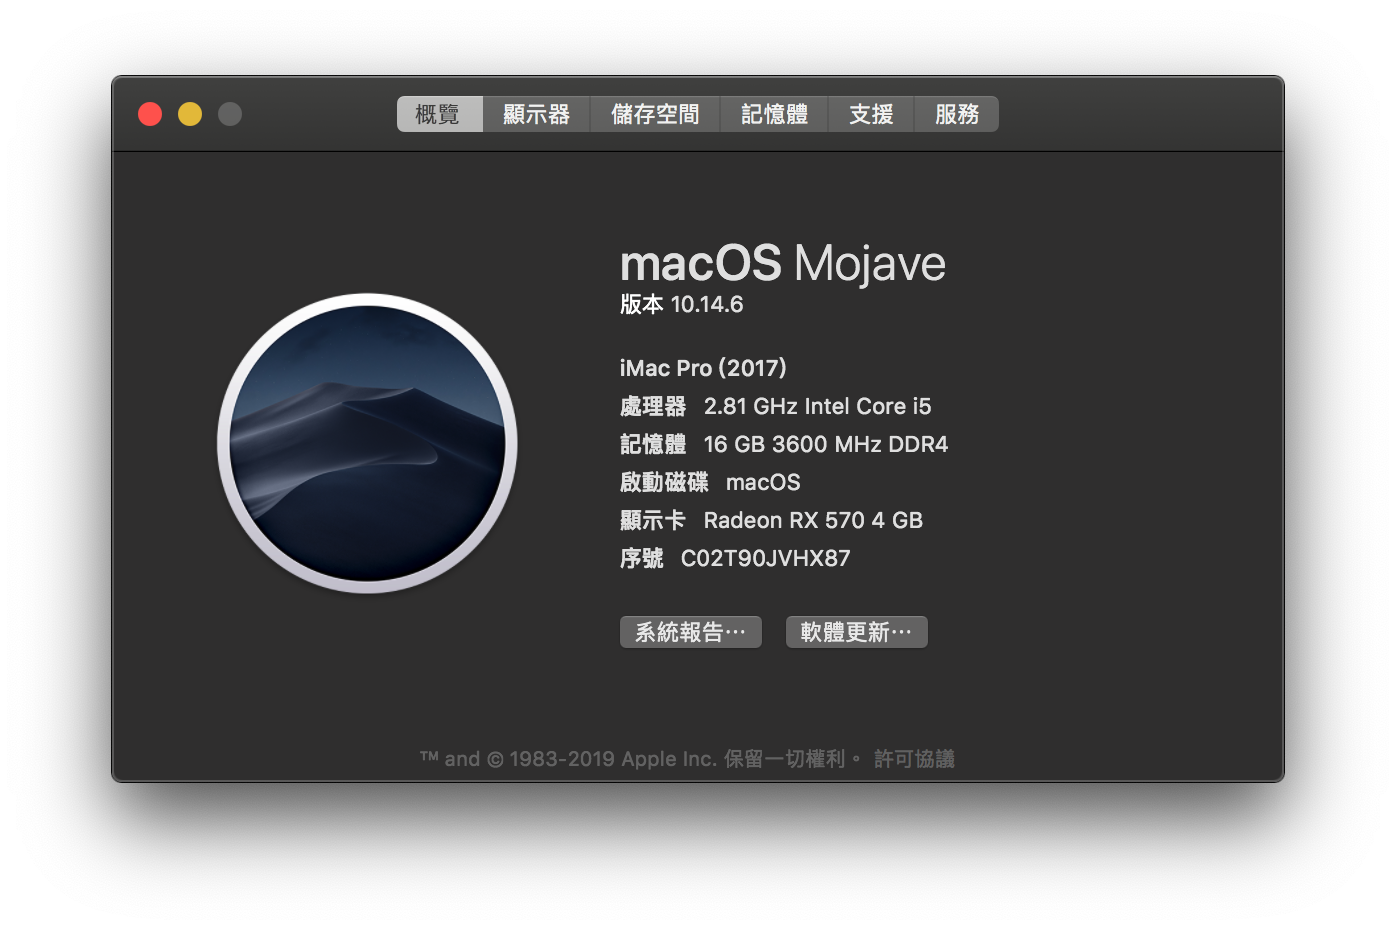 概覽 顯示器 儲存空間 記憶體 支援 服務
macOS Mojave
版本 10.14.6
iMac Pro (2017)
處理器 2.81 GHz Intel Core i5
記憶體 16 GB 3600 MHz DDR4
啟動磁碟 macOS
顯示卡 Radeon RX 570 4 GB
序號 C02T90JVHX87
系統報告⋯ 軟體更新⋯
™ and © 1983-2019 Apple Inc. 保留一切權利。 許可協議